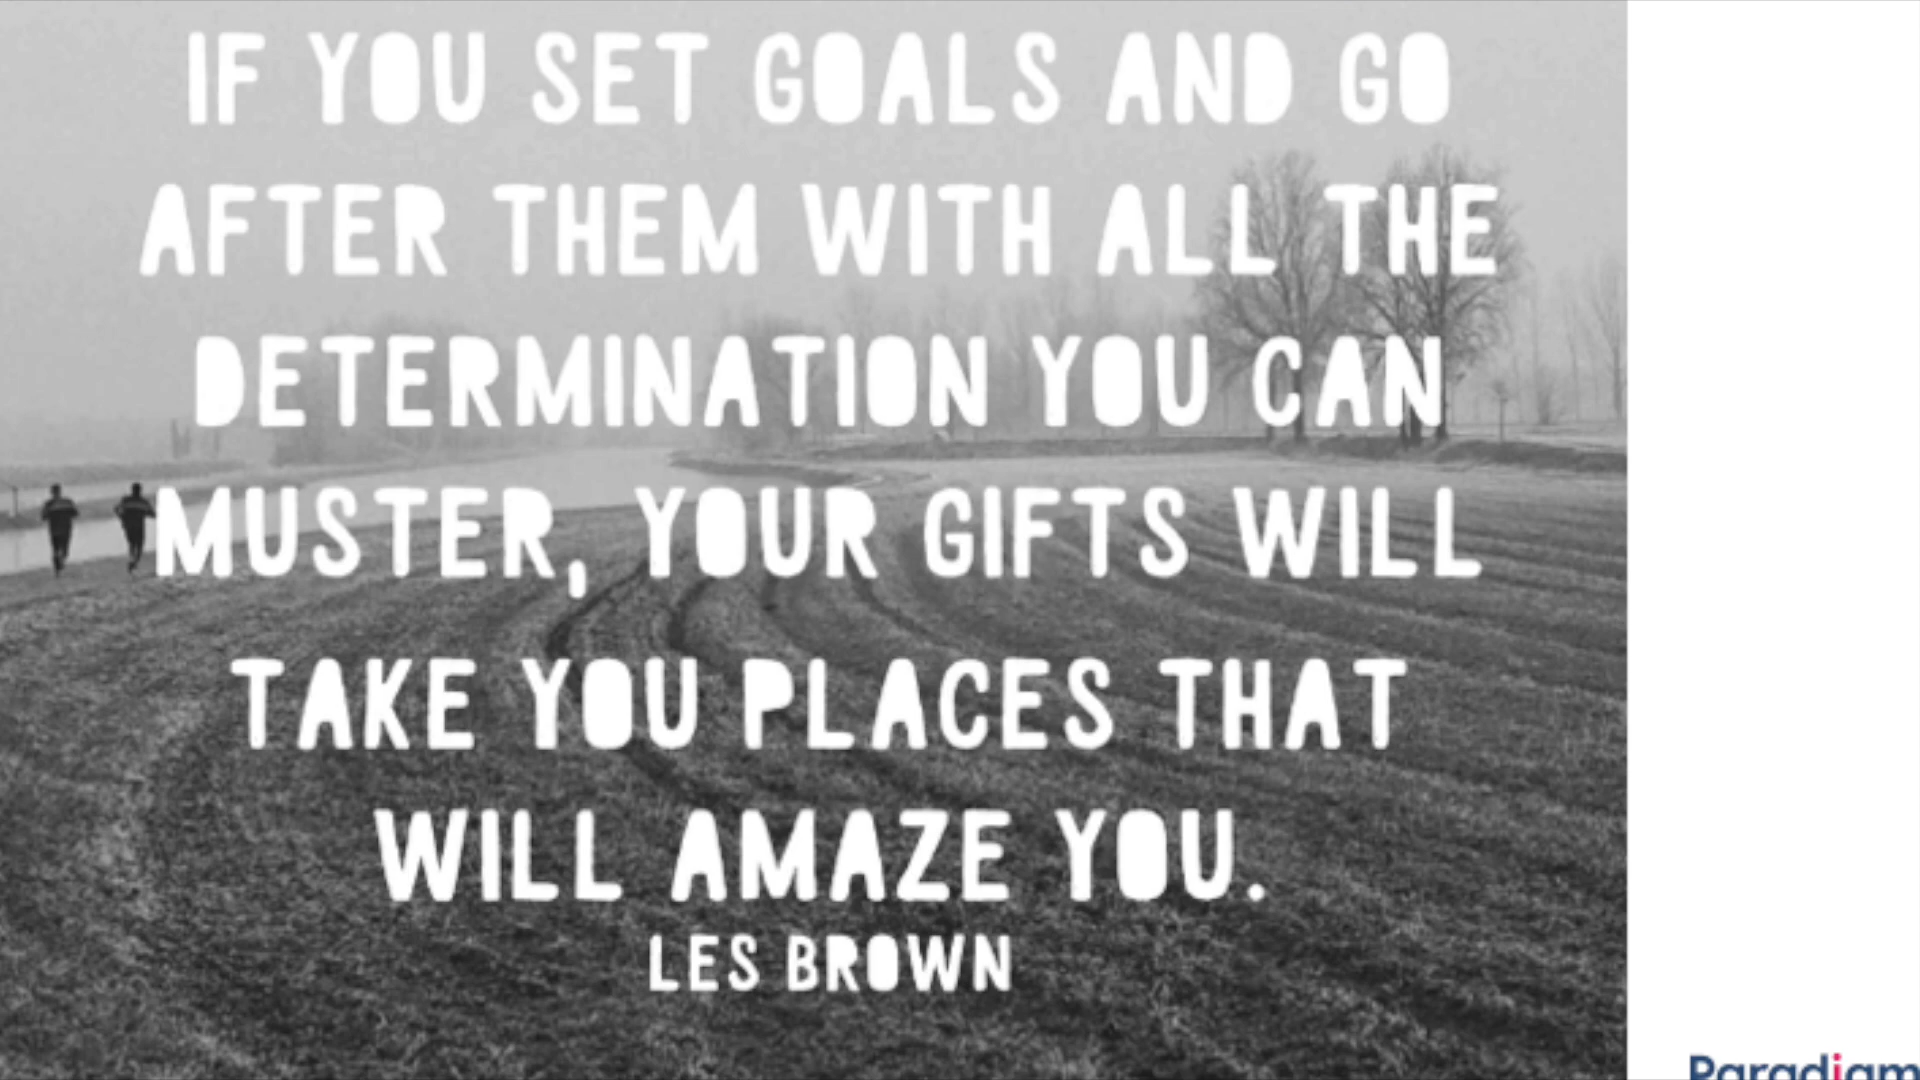 IF YOU SET GOALS AND GO
AFTER THEM WITH ALL THE
DETERMINATION YOU CAN
MUSTER, YOUR GIFTS WILL
TAKE YOU PLACES THAT
WILL AMAZE YOU.
LES BROWN
Paradigm